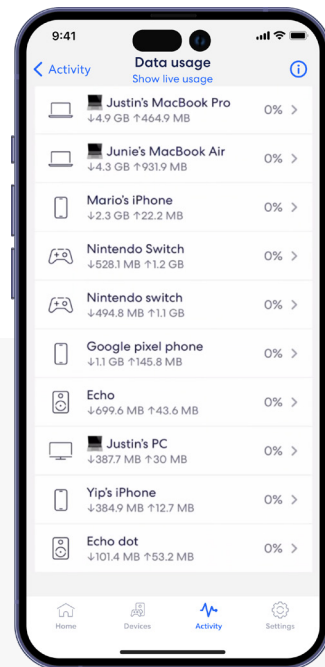 9:41
Activity
Data usage
Show live usage
Justin's MacBook Pro
↓4.9 GB ↑464.9 MB
0%
Junie's MacBook Air
↓4.3 GB ↑931.9 MB
0%
Mario's iPhone
↓2.3 GB ↑22.2 MB
0%
Nintendo Switch
↓528.1 MB ↑1.2 GB
0%
Nintendo switch
↓494.8 MB ↑1.1 GB
0%
Google pixel phone
↓1.1 GB ↑145.8 MB
0%
Echo
↓699.6 MB ↑43.6 MB
0%
Justin's PC
↓387.7 MB ↑30 MB
0%
Yip's iPhone
↓384.9 MB ↑12.7 MB
0%
Echo dot
↓101.4 MB ↑53.2 MB
0%
Home
Devices
Activity
Settings